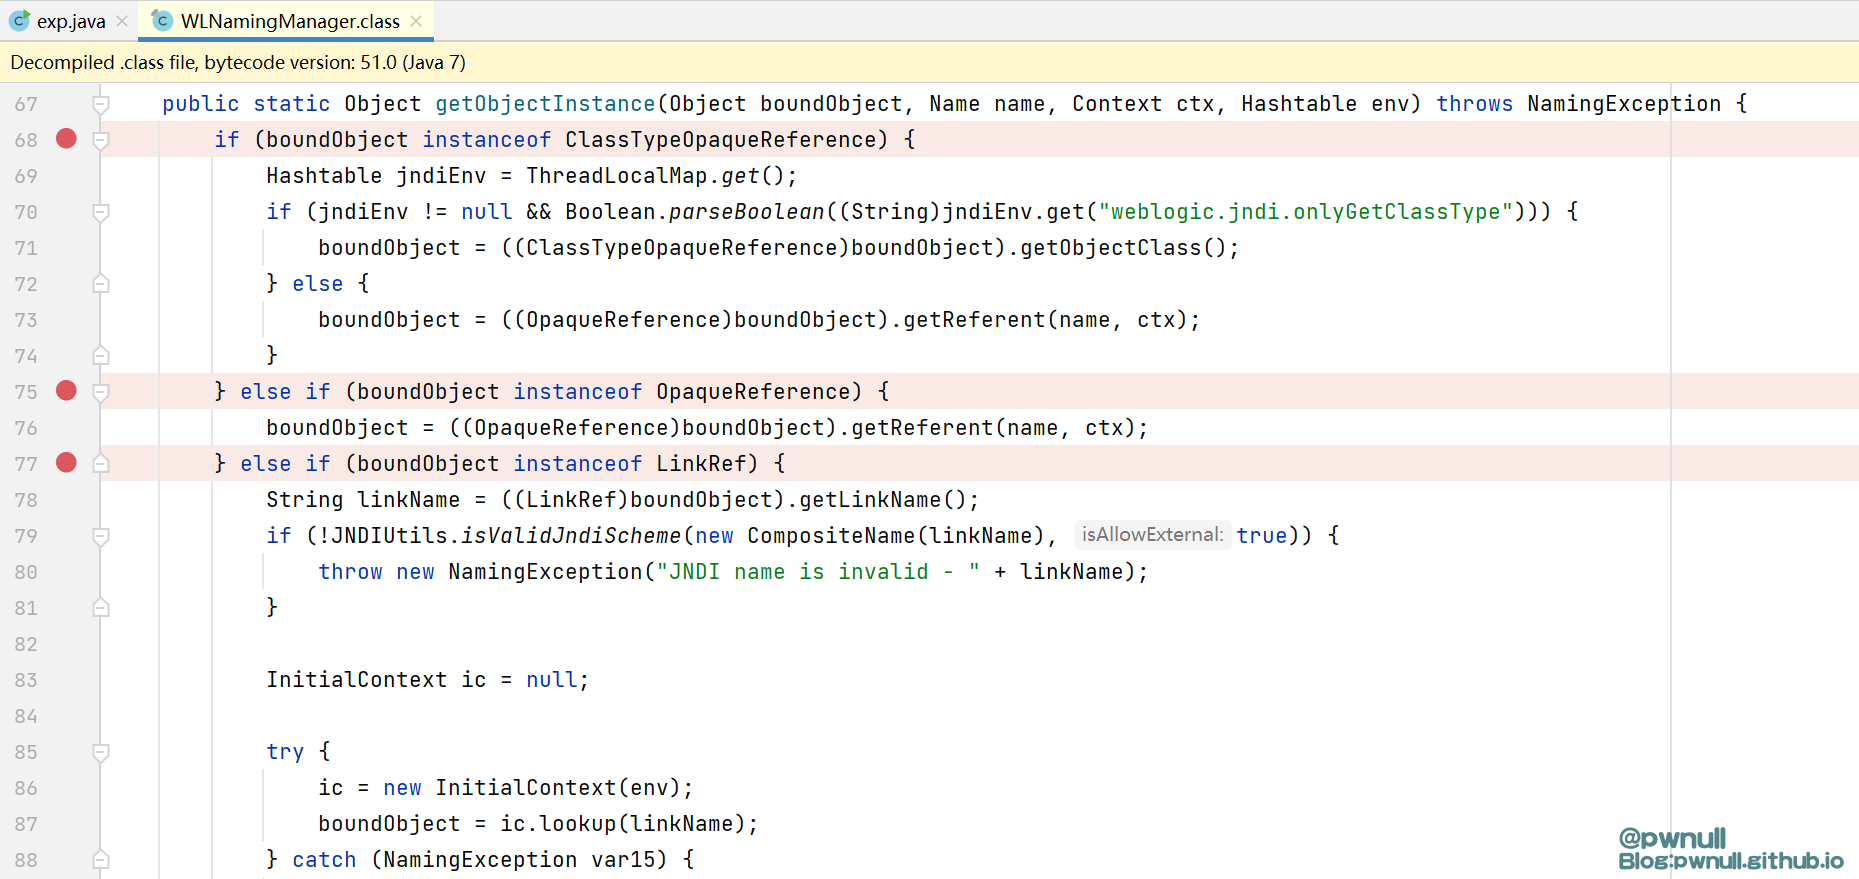 exp.java
WLNamingManager.class
Decompiled .class file, bytecode version: 51.0 (Java 7)
67 public static Object getObjectInstance(Object boundObject, Name name, Context ctx, Hashtable env) throws NamingException {
68 if (boundObject instanceof ClassTypeOpaqueReference) {
69 Hashtable jndiEnv = ThreadLocalMap.get();
70 if (jndiEnv != null && Boolean.parseBoolean((String)jndiEnv.get("weblogic.jndi.onlyGetClassType"))) {
71 boundObject = ((ClassTypeOpaqueReference)boundObject).getObjectClass();
72 } else {
73 boundObject = ((OpaqueReference)boundObject).getReferent(name, ctx);
74 }
75 } else if (boundObject instanceof OpaqueReference) {
76 boundObject = ((OpaqueReference)boundObject).getReferent(name, ctx);
77 } else if (boundObject instanceof LinkRef) {
78 String linkName = ((LinkRef)boundObject).getLinkName();
79 if (!JNDIUtils.isValidJndiScheme(new CompositeName(linkName), isAllowExternal: true)) {
80 throw new NamingException("JNDI name is invalid - " + linkName);
81 }
82
83 InitialContext ic = null;
84
85 try {
86 ic = new InitialContext(env);
87 boundObject = ic.lookup(linkName);
88 } catch (NamingException var15) {
@pwnull
Blog:pwnull.github.io